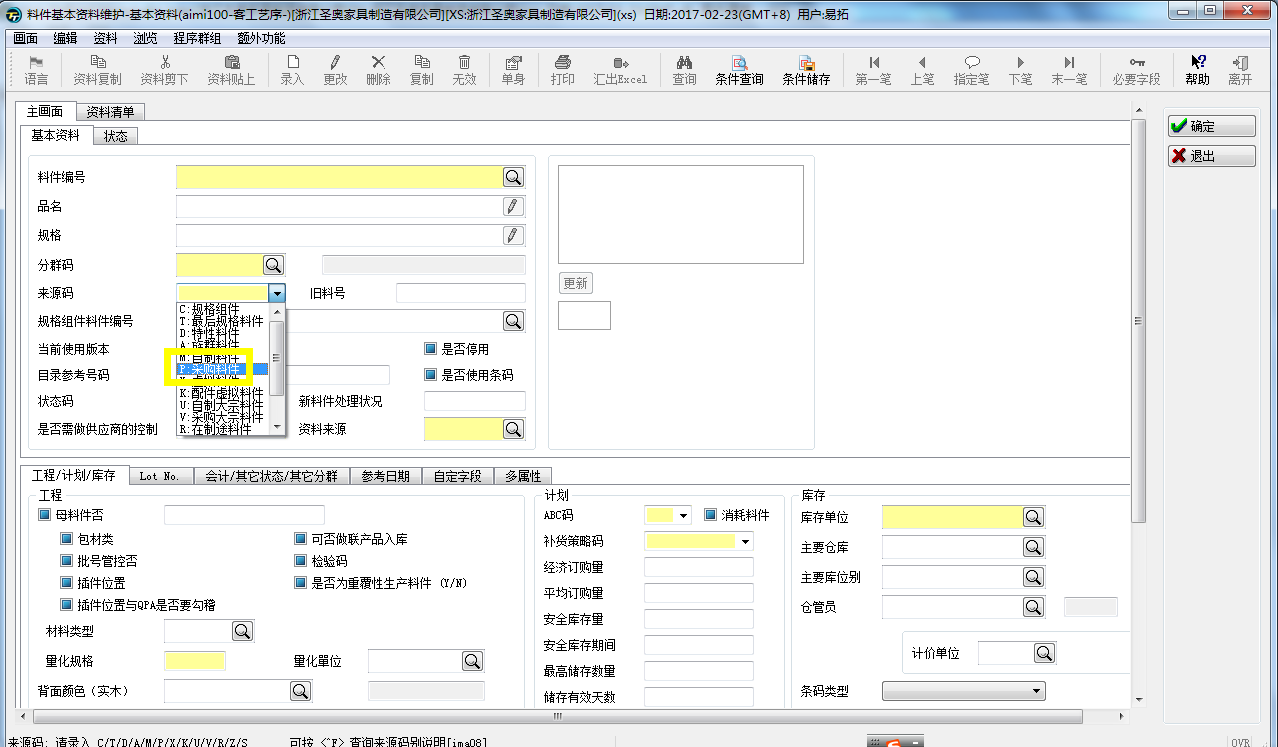 料件基本资料维护-基本资料(aimi100-客工艺序-)[浙江圣奥家具制造有限公司][XS:浙江圣奥家具制造有限公司](xs) 日期:2017-02-23(GMT+8) 用户:易拓
画面 编辑 资料 浏览 程序群组 额外功能
语言 资料复制 资料剪下 资料贴上 录入 更改 删除 复制 无效 单身 打印 汇出Excel 查询 条件查询 条件储存 第一笔 上笔 指定笔 下笔 末一笔 必要字段 帮助 离开
主画面 资料清单
确定
基本资料 状态
退出
料件编号
品名
规格
分群码
更新
来源码 旧料号
C:规格组件
规格组件料件编号 T:最后规格料件
D:特性料件
当前使用版本 A:族群料件 是否停用
M:自制料件
目录参考号码 P:采购料件 是否使用条码
K:配件虚拟料件
状态码 U:自制大宗料件 新料件处理状况
V:采购大宗料件
是否需做供应商的控制 R:在制途料件 资料来源
工程/计划/库存 Lot No. 会计/其它状态/其它分群 参考日期 自定字段 多属性
工程 计划 库存
母料件否 ABC码 消耗料件 库存单位
包材类 可否做联产品入库 补货策略码 主要仓库
批号管控否 检验码 经济订购量 主要库位别
插件位置 是否为重覆性生产料件 (Y/N) 平均订购量 仓管员
插件位置与QPA是否要勾稽 安全库存量
材料类型 安全库存期间 计价单位
量化规格 量化單位 最高储存数量
背面颜色（实木） 储存有效天数 条码类型
来源码: 请录入 C/T/D/A/M/P/X/K/U/V/R/Z/S 可按〈F〉查询来源码别说明[ima08] OVR